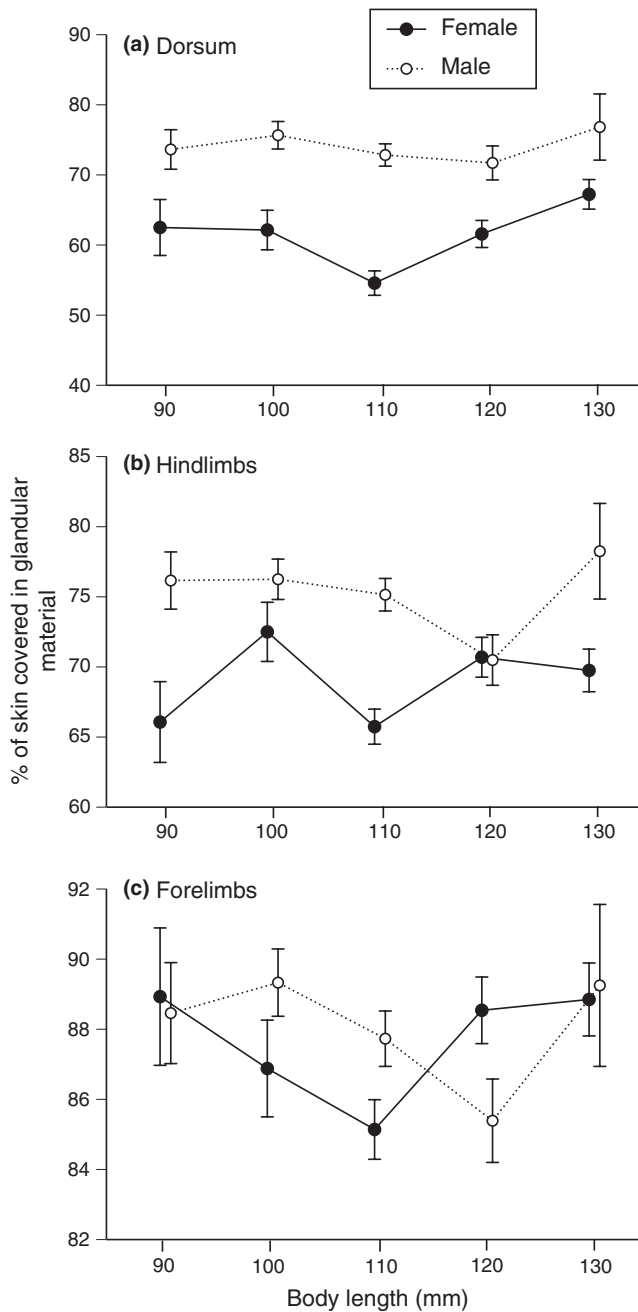 (a) Dorsum
Female
Male
90
80
70
60
50
40
90 100 110 120 130
(b) Hindlimbs
85
80
75
70
65
60
90 100 110 120 130
% of skin covered in glandular
material
(c) Forelimbs
92
90
88
86
84
82
90 100 110 120 130
Body length (mm)